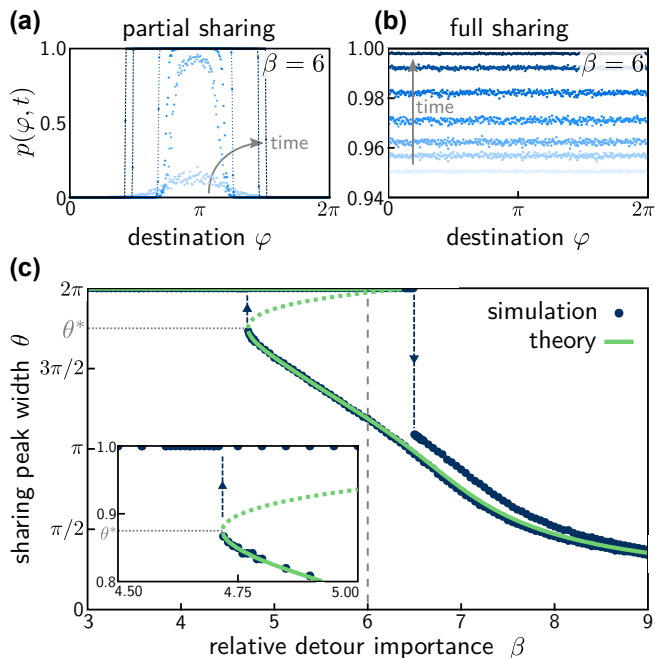 (a) partial sharing
β = 6
p(φ, t)
1.0
0.5
0
time
0 π 2π
destination φ
(b) full sharing
β = 6
1.00
0.98
0.96
0.94
time
0 π 2π
destination φ
(c)
sharing peak width θ
2π
θ*
3π/2
π
π/2
0
simulation
theory
1.0
0.9
θ*
0.8
4.50 4.75 5.00
3 4 5 6 7 8 9
relative detour importance β